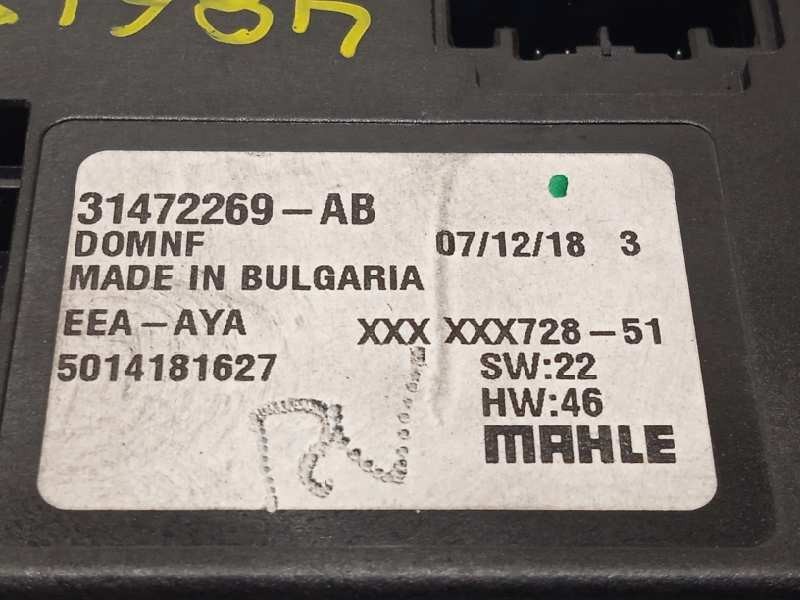 31472269-AB
DOMNF 07/12/18 3
MADE IN BULGARIA
EEA-AYA XXX XXX728-51
5014181627 SW:22
HW:46
MAHLE